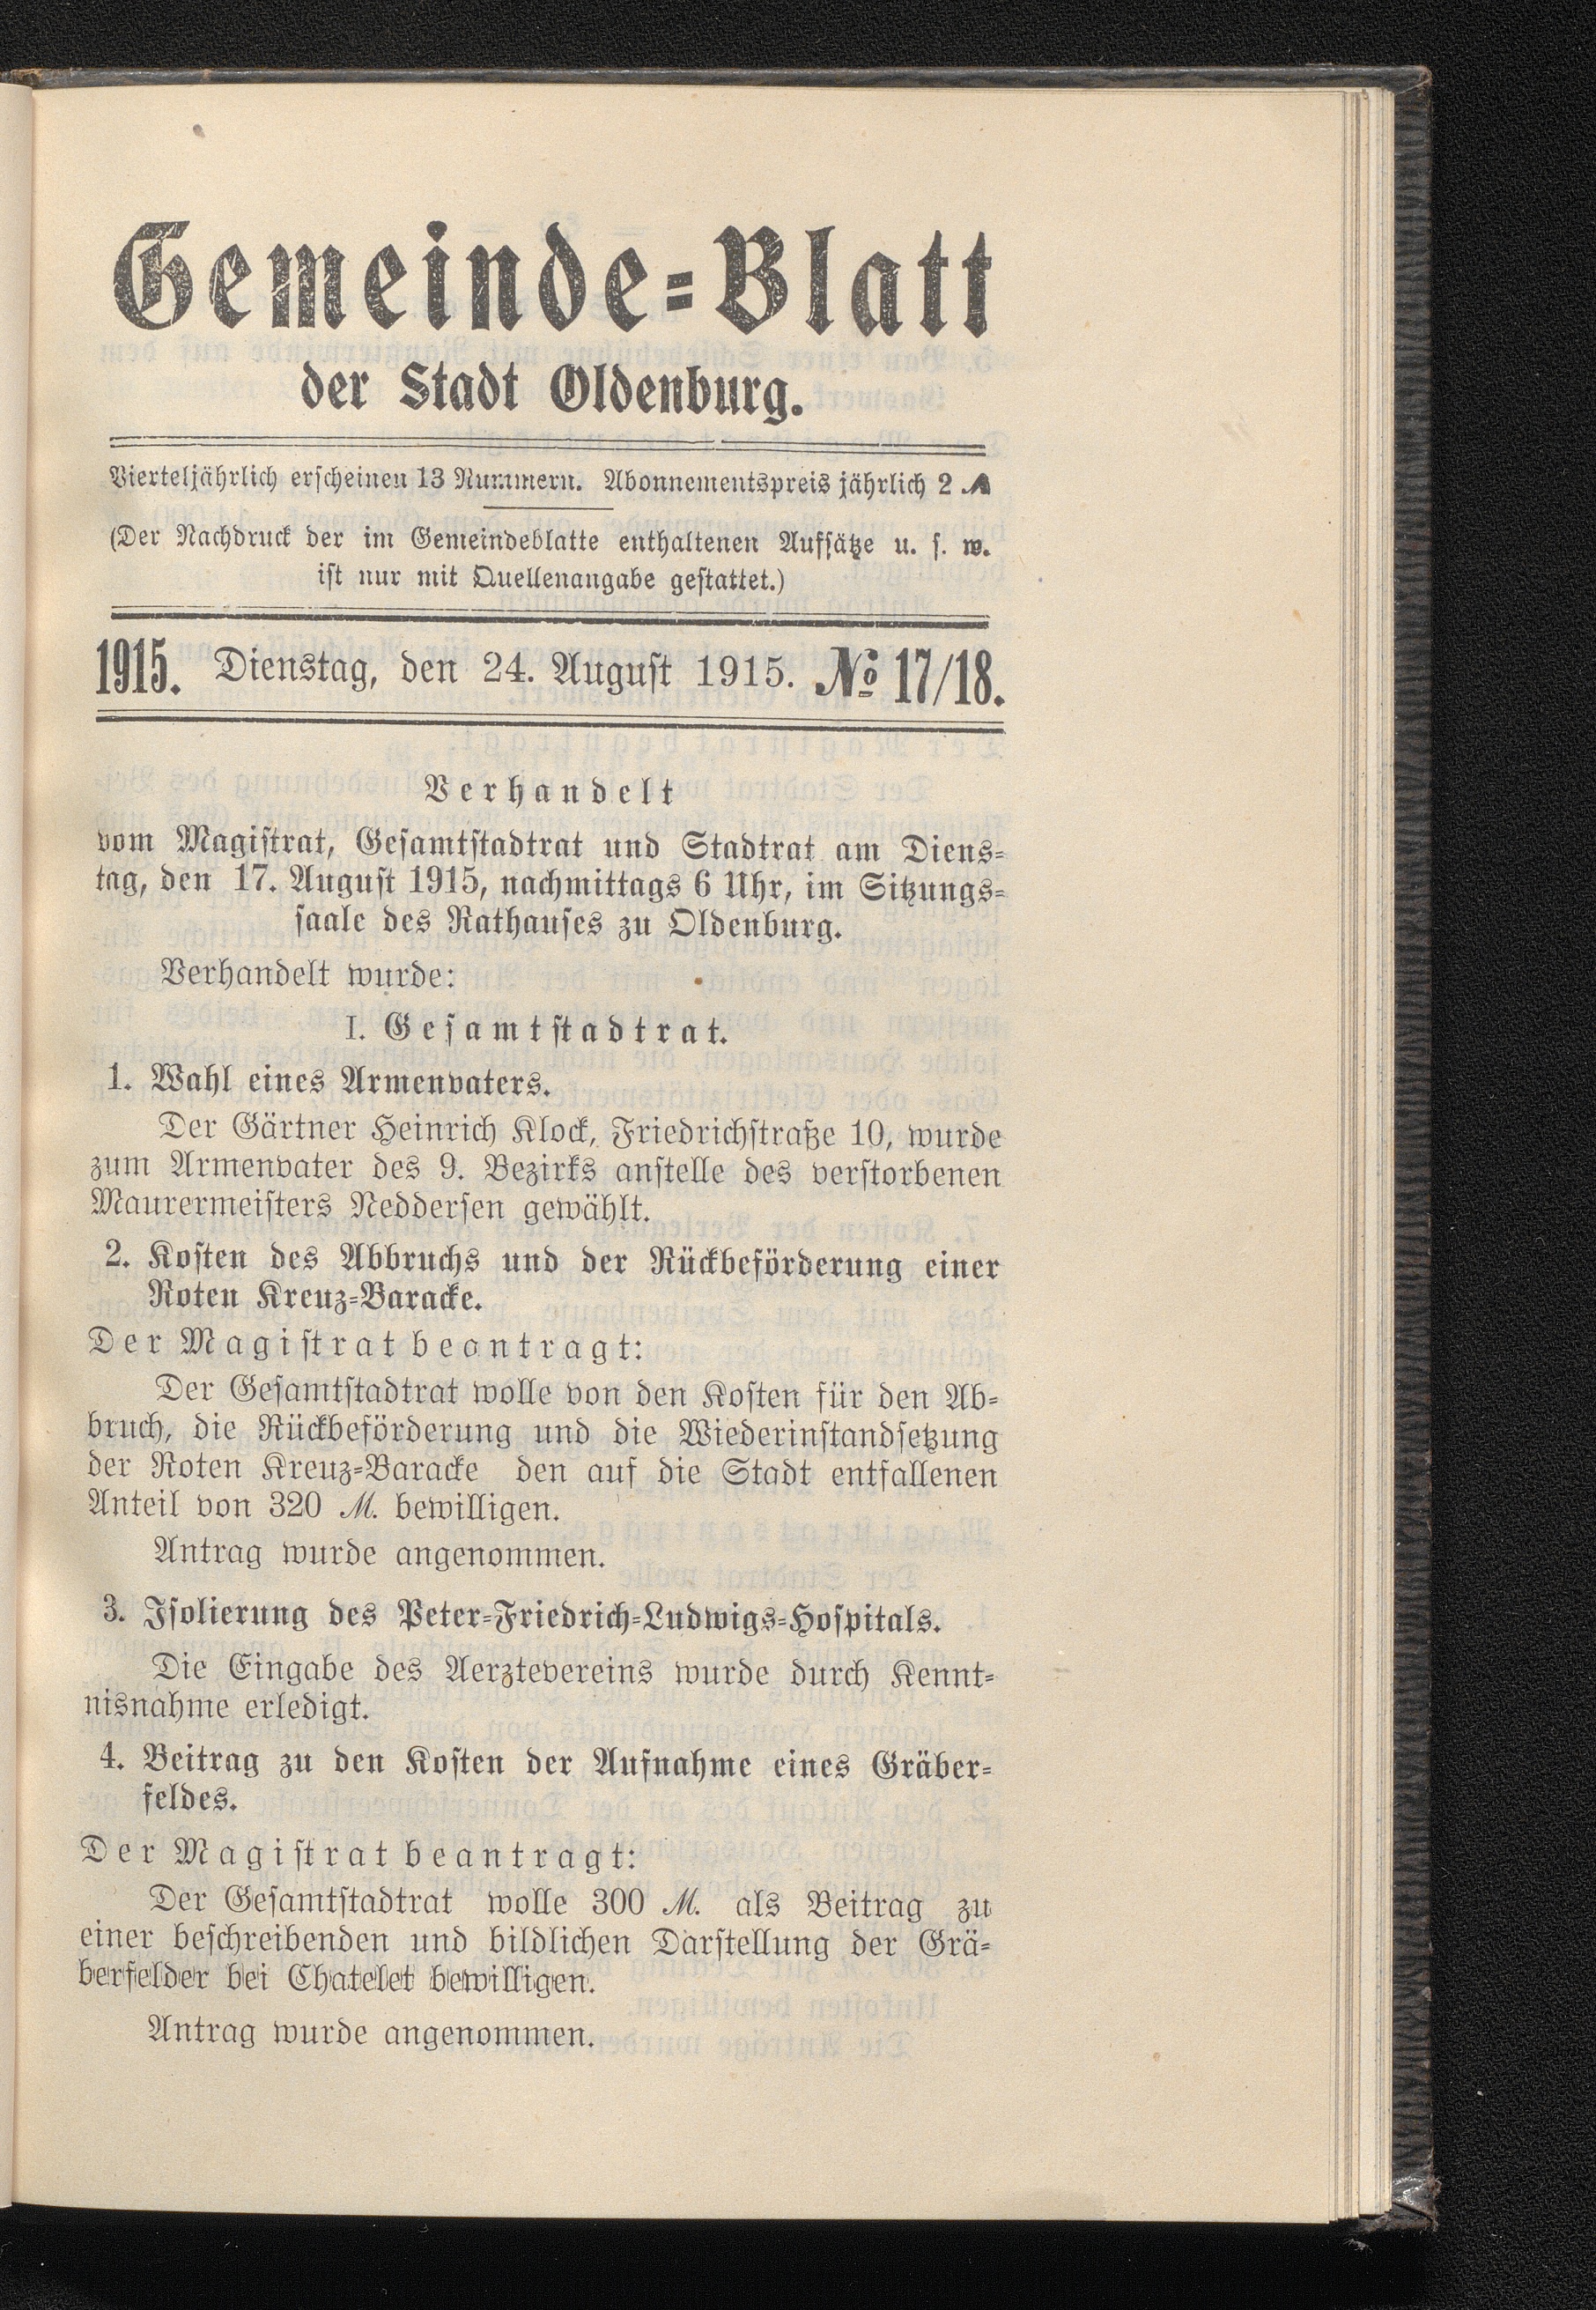 Gemeinde-Blatt
der Stadt Oldenburg.
Vierteljährlich erscheinen 13 Nummern. Abonnementspreis jährlich 2 ℳ
(Der Nachdruck der im Gemeindeblatte enthaltenen Aufsätze u. s. w.
ist nur mit Quellenangabe gestattet.)
1915. Dienstag, den 24. August 1915. № 17/18.
Verhandelt
vom Magistrat, Gesamtstadtrat und Stadtrat am Diens-
tag, den 17. August 1915, nachmittags 6 Uhr, im Sitzungs-
saale des Rathauses zu Oldenburg.
Verhandelt wurde:
I. Gesamtstadtrat.
1. Wahl eines Armenvaters.
Der Gärtner Heinrich Klock, Friedrichstraße 10, wurde
zum Armenvater des 9. Bezirks anstelle des verstorbenen
Maurermeisters Neddersen gewählt.
2. Kosten des Abbruchs und der Rückbeförderung einer
Roten Kreuz-Baracke.
Der Magistrat beantragt:
Der Gesamtstadtrat wolle von den Kosten für den Ab-
bruch, die Rückbeförderung und die Wiederinstandsetzung
der Roten Kreuz-Baracke den auf die Stadt entfallenen
Anteil von 320 ℳ. bewilligen.
Antrag wurde angenommen.
3. Isolierung des Peter-Friedrich-Ludwigs-Hospitals.
Die Eingabe des Aerztevereins wurde durch Kennt-
nisnahme erledigt.
4. Beitrag zu den Kosten der Aufnahme eines Gräber-
feldes.
Der Magistrat beantragt:
Der Gesamtstadtrat wolle 300 ℳ. als Beitrag zu
einer beschreibenden und bildlichen Darstellung der Grä-
berfelder bei Chatelet bewilligen.
Antrag wurde angenommen.